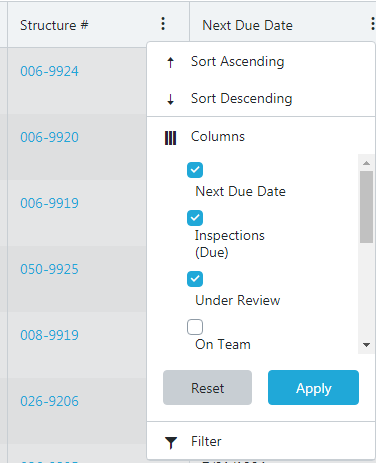 Structure # Next Due Date
006-9924
Sort Ascending
Sort Descending
006-9920
Columns
Next Due Date
006-9919
Inspections
(Due)
050-9925
Under Review
008-9919
On Team
Reset Apply
026-9206
Filter